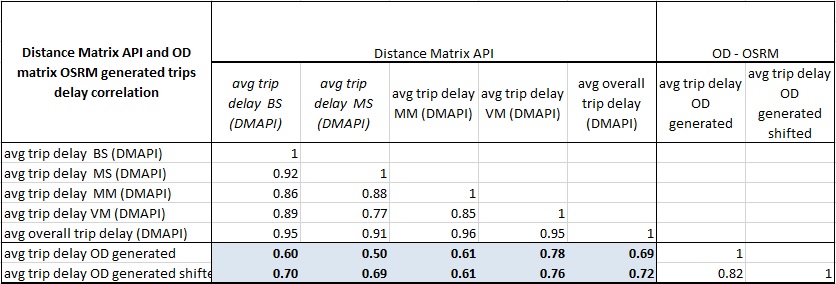 Distance Matrix API and OD
matrix OSRM generated trips
delay correlation
Distance Matrix API
OD - OSRM
avg trip
delay BS
(DMAPI)
avg trip
delay MS
(DMAPI)
avg trip delay
MM (DMAPI)
avg trip delay
VM (DMAPI)
avg overall
trip delay
(DMAPI)
avg trip delay
OD
generated
avg trip delay
OD
generated
shifted
avg trip delay BS (DMAPI) 1
avg trip delay MS (DMAPI) 0.92 1
avg trip delay MM (DMAPI) 0.86 0.88 1
avg trip delay VM (DMAPI) 0.89 0.77 0.85 1
avg overall trip delay (DMAPI) 0.95 0.91 0.96 0.95 1
avg trip delay OD generated 0.60 0.50 0.61 0.78 0.69 1
avg trip delay OD generated shifte 0.70 0.69 0.61 0.76 0.72 0.82 1